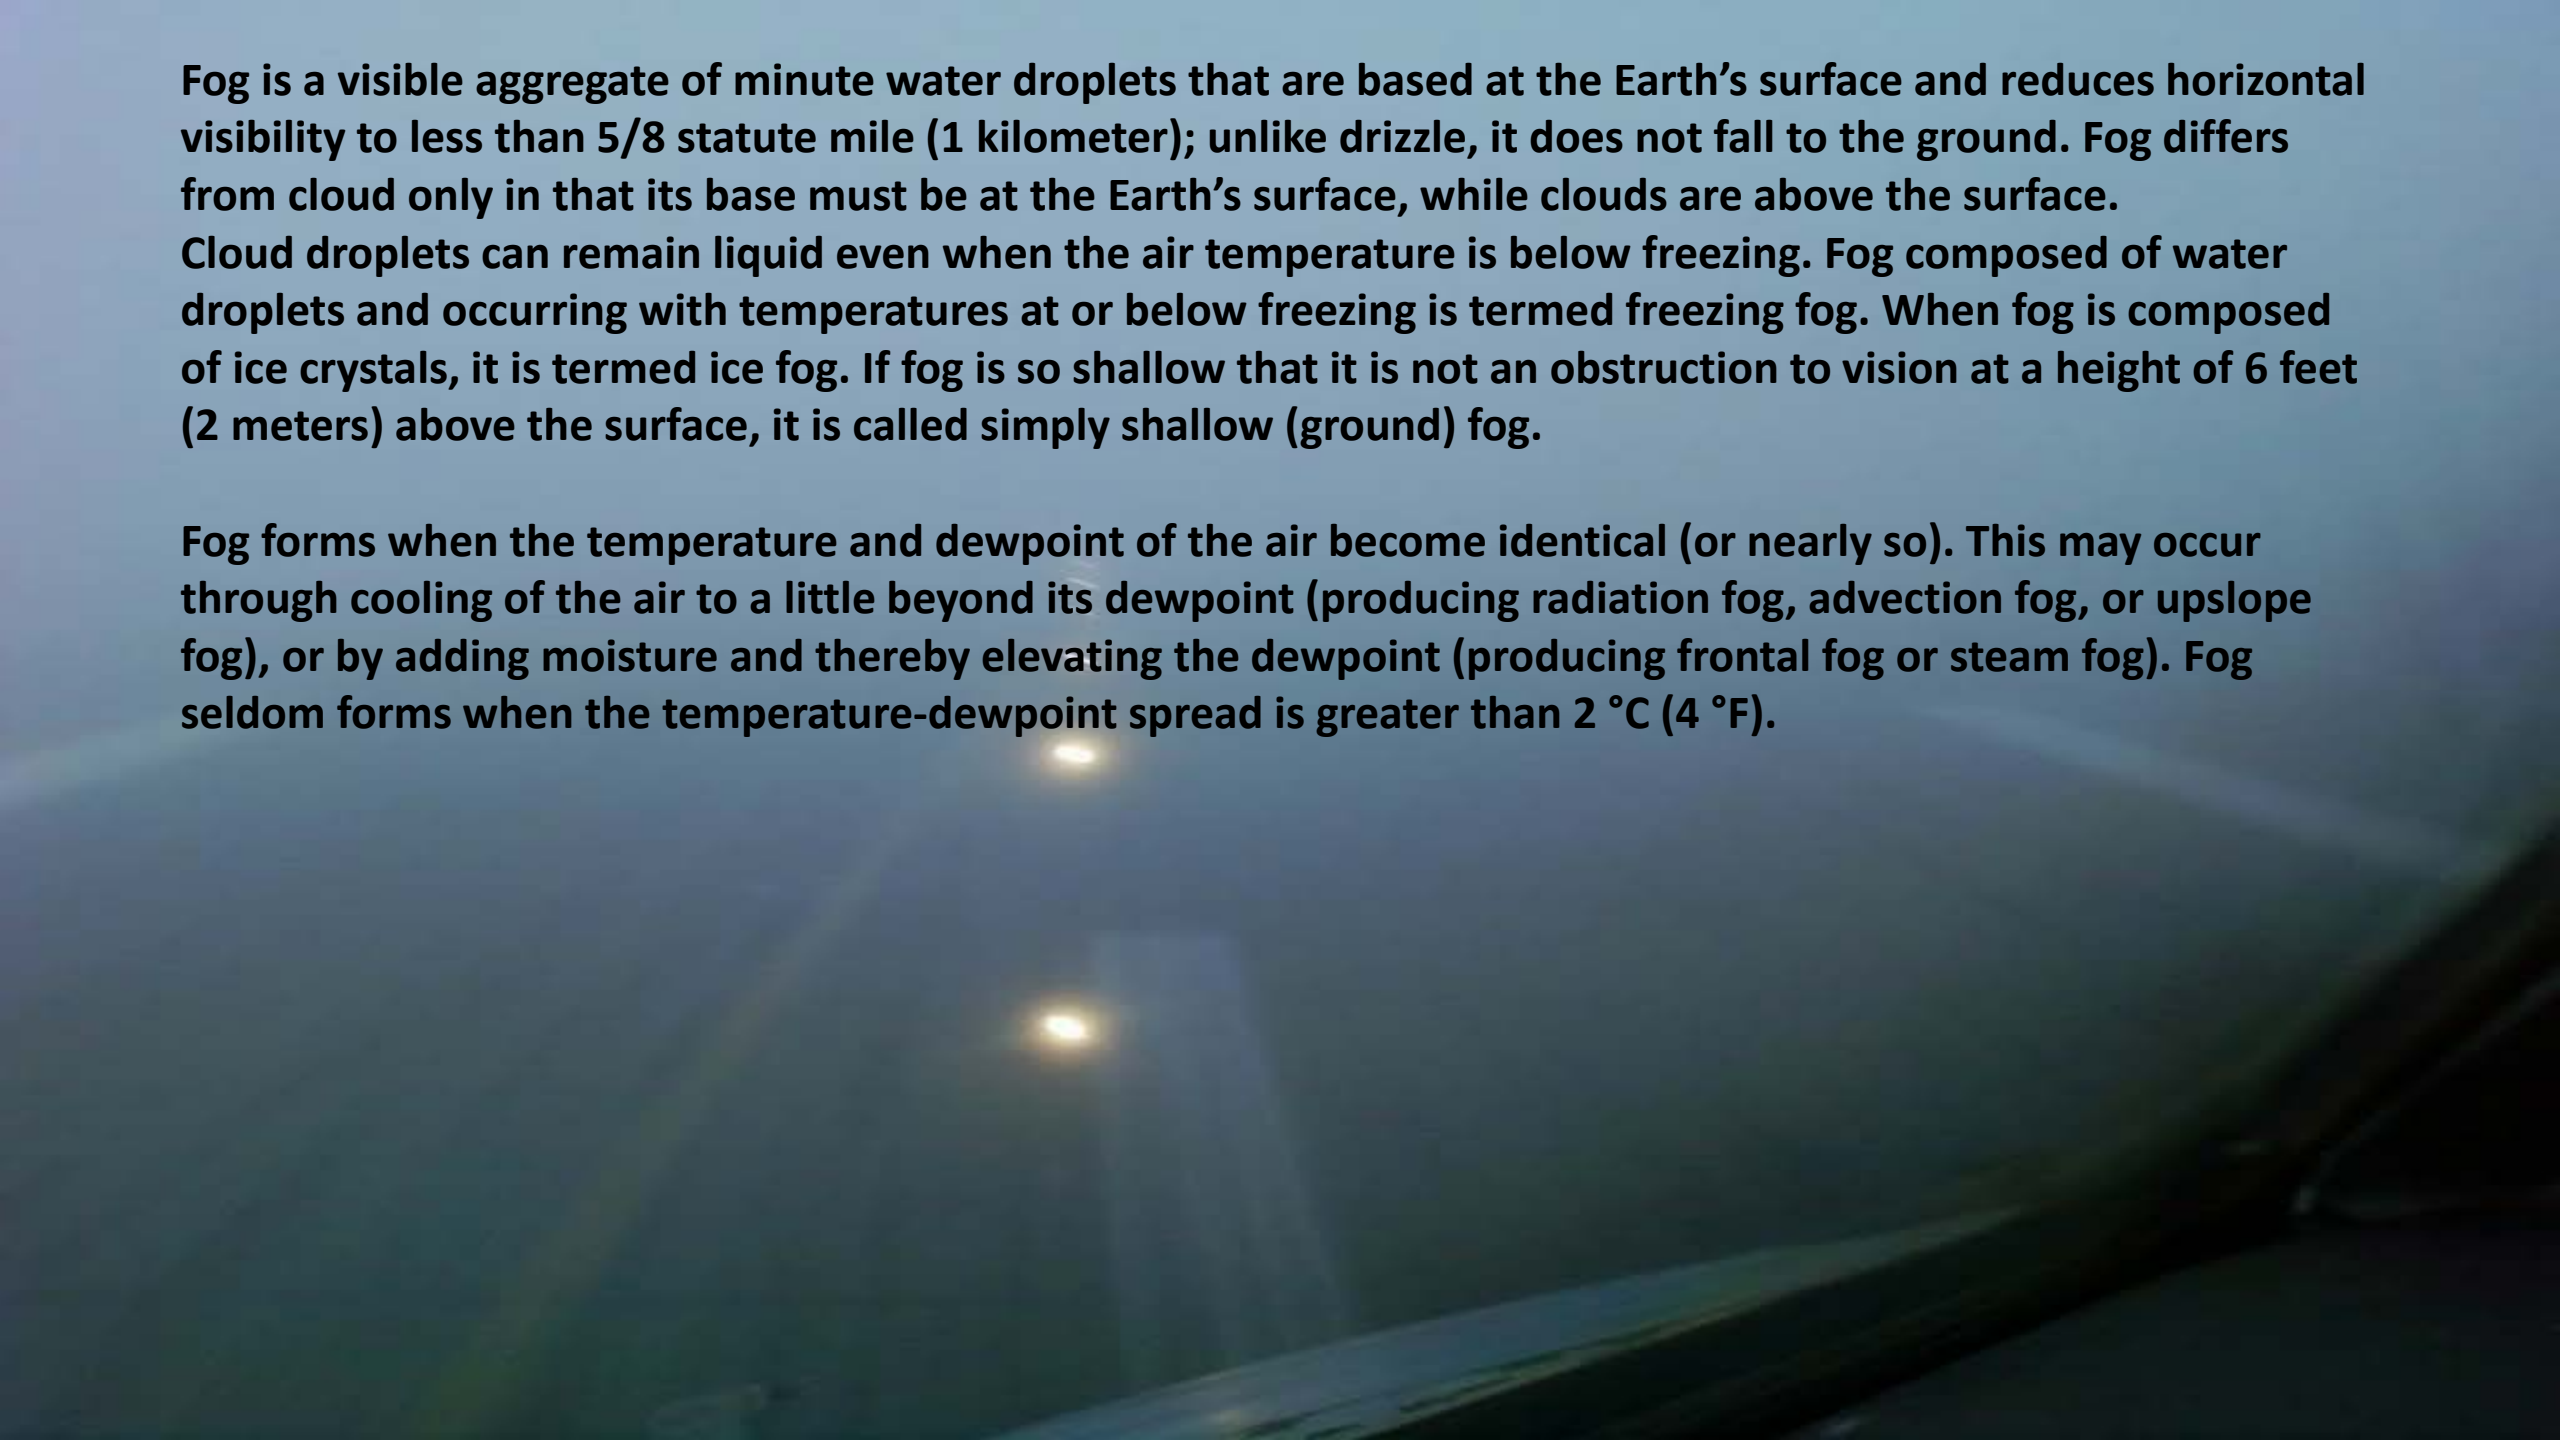 Fog is a visible aggregate of minute water droplets that are based at the Earth’s surface and reduces horizontal
visibility to less than 5/8 statute mile (1 kilometer); unlike drizzle, it does not fall to the ground. Fog differs
from cloud only in that its base must be at the Earth’s surface, while clouds are above the surface.
Cloud droplets can remain liquid even when the air temperature is below freezing. Fog composed of water
droplets and occurring with temperatures at or below freezing is termed freezing fog. When fog is composed
of ice crystals, it is termed ice fog. If fog is so shallow that it is not an obstruction to vision at a height of 6 feet
(2 meters) above the surface, it is called simply shallow (ground) fog.
Fog forms when the temperature and dewpoint of the air become identical (or nearly so). This may occur
through cooling of the air to a little beyond its dewpoint (producing radiation fog, advection fog, or upslope
fog), or by adding moisture and thereby elevating the dewpoint (producing frontal fog or steam fog). Fog
seldom forms when the temperature-dewpoint spread is greater than 2 °C (4 °F).